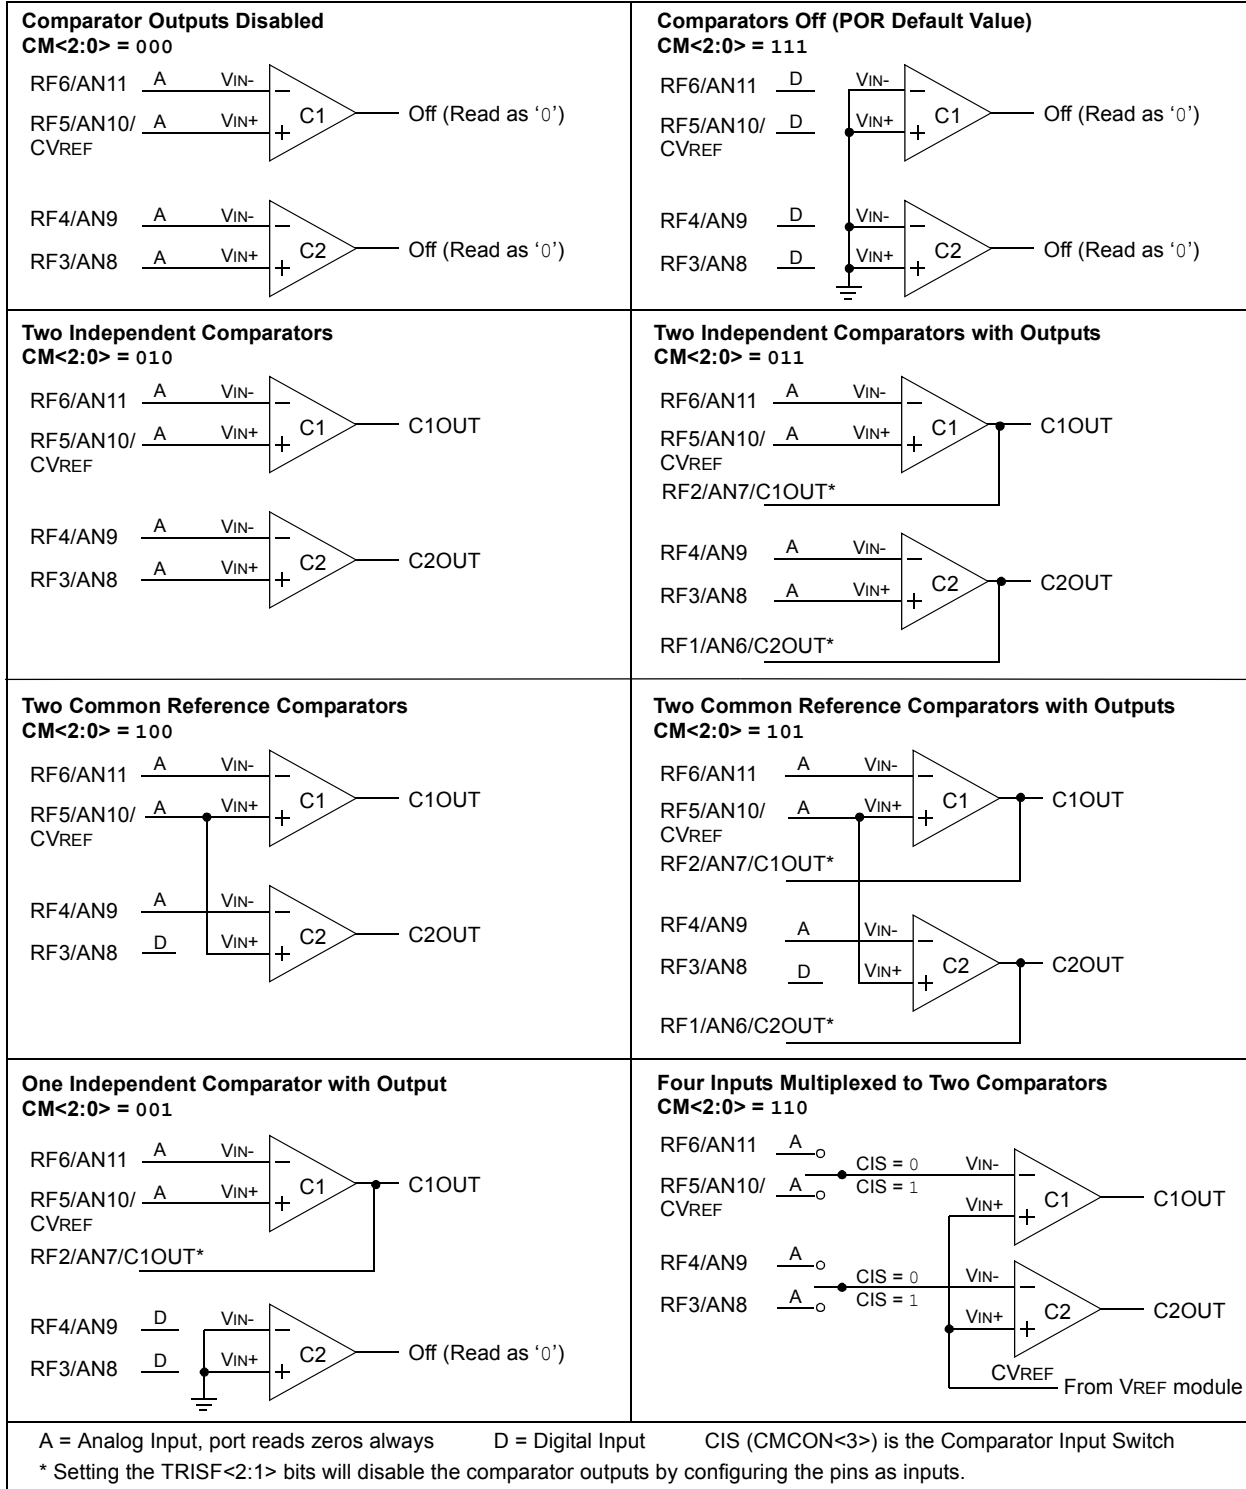 Comparator Outputs Disabled
CM<2:0> = 000
RF6/AN11 A VIN-
RF5/AN10/ A VIN+
CVREF
C1
Off (Read as ‘0’)
RF4/AN9 A VIN-
RF3/AN8 A VIN+
C2
Off (Read as ‘0’)
Comparators Off (POR Default Value)
CM<2:0> = 111
RF6/AN11 D VIN-
RF5/AN10/ D VIN+
CVREF
C1
Off (Read as ‘0’)
RF4/AN9 D VIN-
RF3/AN8 D VIN+
C2
Off (Read as ‘0’)
Two Independent Comparators
CM<2:0> = 010
RF6/AN11 A VIN-
RF5/AN10/ A VIN+
CVREF
C1
C1OUT
RF4/AN9 A VIN-
RF3/AN8 A VIN+
C2
C2OUT
Two Independent Comparators with Outputs
CM<2:0> = 011
RF6/AN11 A VIN-
RF5/AN10/ A VIN+
CVREF
C1
C1OUT
RF2/AN7/C1OUT*
RF4/AN9 A VIN-
RF3/AN8 A VIN+
C2
C2OUT
RF1/AN6/C2OUT*
Two Common Reference Comparators
CM<2:0> = 100
RF6/AN11 A VIN-
RF5/AN10/ A VIN+
CVREF
C1
C1OUT
RF4/AN9 A VIN-
RF3/AN8 D VIN+
C2
C2OUT
Two Common Reference Comparators with Outputs
CM<2:0> = 101
RF6/AN11 A VIN-
RF5/AN10/ A VIN+
CVREF
C1
C1OUT
RF2/AN7/C1OUT*
RF4/AN9 A VIN-
RF3/AN8 D VIN+
C2
C2OUT
RF1/AN6/C2OUT*
One Independent Comparator with Output
CM<2:0> = 001
RF6/AN11 A VIN-
RF5/AN10/ A VIN+
CVREF
C1
C1OUT
RF2/AN7/C1OUT*
RF4/AN9 D VIN-
RF3/AN8 D VIN+
C2
Off (Read as ‘0’)
Four Inputs Multiplexed to Two Comparators
CM<2:0> = 110
RF6/AN11 A
CIS = 0 VIN-
RF5/AN10/ A CIS = 1
CVREF
VIN+
C1
C1OUT
RF4/AN9 A
CIS = 0 VIN-
RF3/AN8 A CIS = 1
VIN+
C2
C2OUT
CVREF
From VREF module
A = Analog Input, port reads zeros always D = Digital Input CIS (CMCON<3>) is the Comparator Input Switch
* Setting the TRISF<2:1> bits will disable the comparator outputs by configuring the pins as inputs.